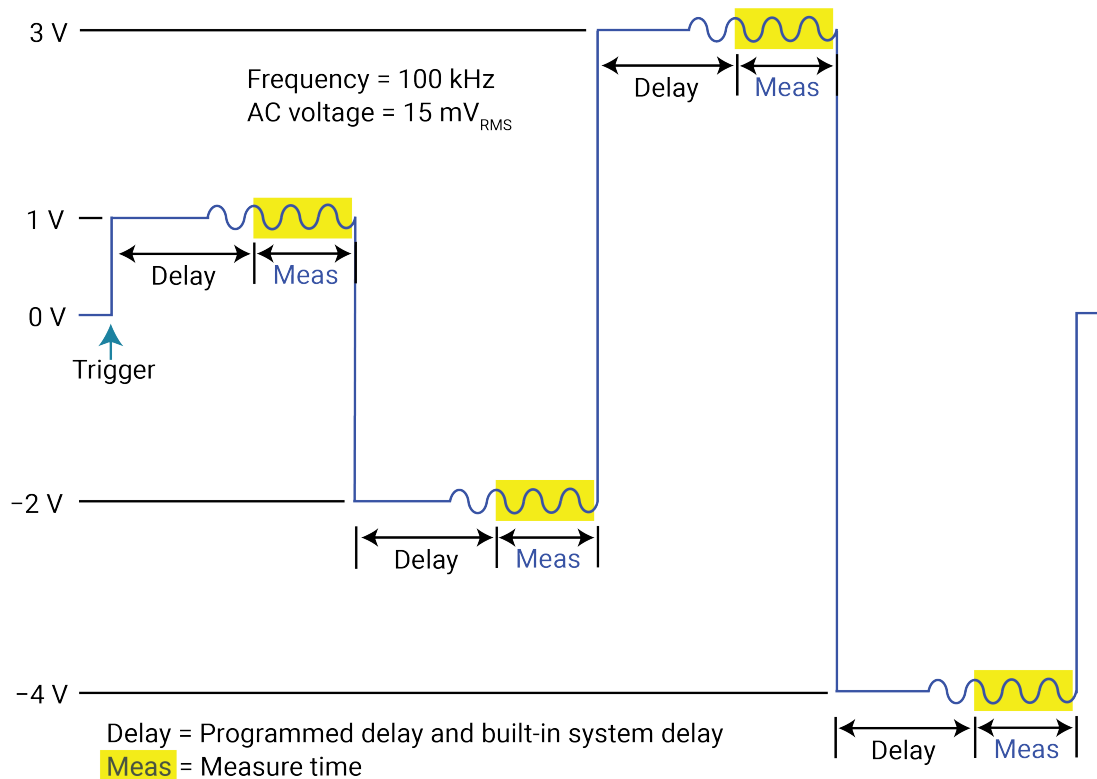 3 V
Frequency = 100 kHz
AC voltage = 15 mVRMS
Delay
Meas
1 V
Delay
Meas
0 V
Trigger
−2 V
Delay
Meas
−4 V
Delay = Programmed delay and built-in system delay
Meas = Measure time
Delay
Meas